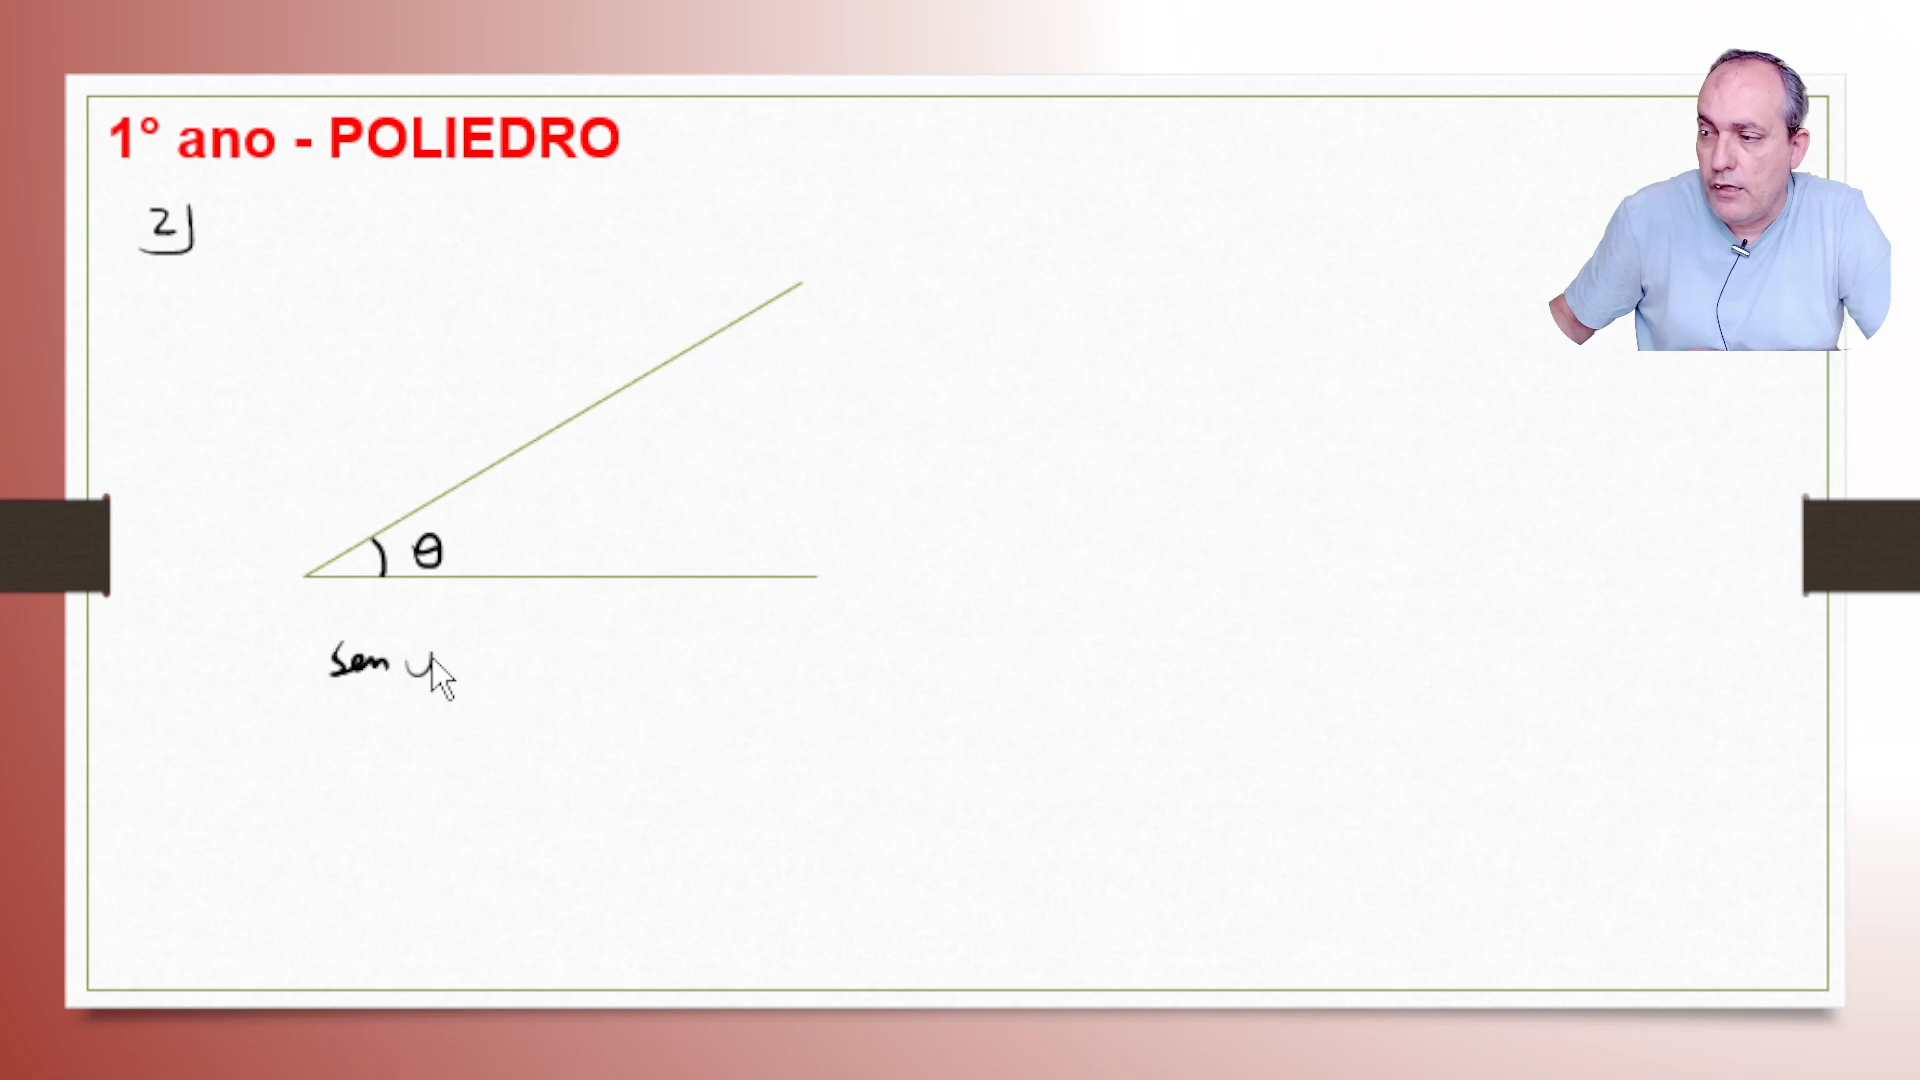 1° ano - POLIEDRO
2)
θ
sen